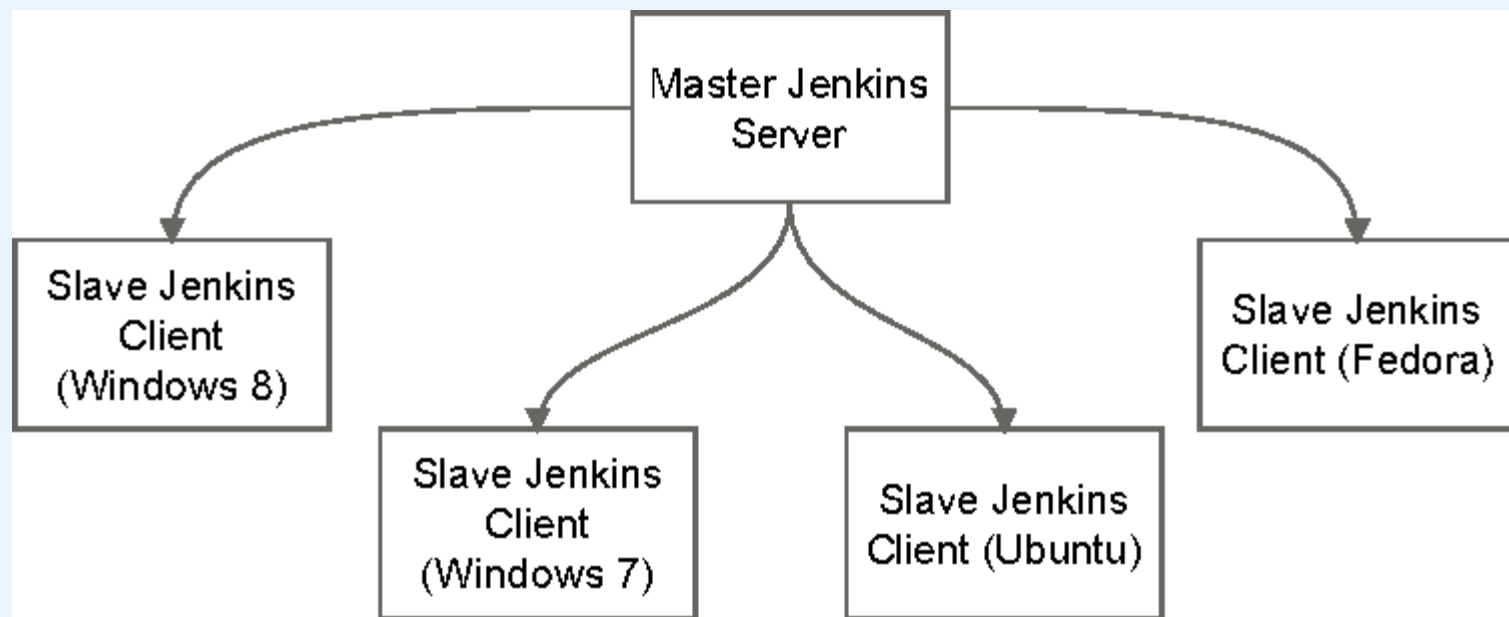 Master Jenkins
Server
Slave Jenkins
Client
(Windows 8)
Slave Jenkins
Client (Fedora)
Slave Jenkins
Client
(Windows 7)
Slave Jenkins
Client (Ubuntu)